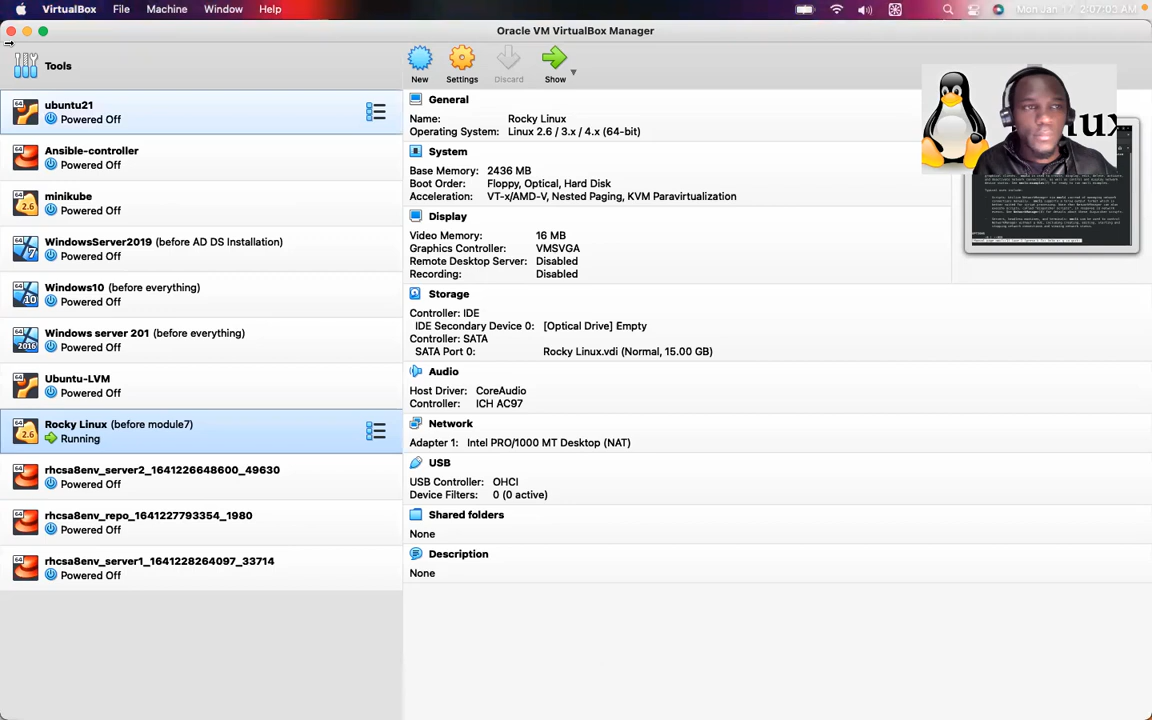 VirtualBox File Machine Window Help Mon Jan 17 2:07:03 AM
Oracle VM VirtualBox Manager
Tools
New Settings Discard Show
ubuntu21
Powered Off
Ansible-controller
Powered Off
minikube
Powered Off
WindowsServer2019 (before AD DS Installation)
Powered Off
Windows10 (before everything)
Powered Off
Windows server 201 (before everything)
Powered Off
Ubuntu-LVM
Powered Off
Rocky Linux (before module7)
Running
rhcsa8env_server2_1641226648600_49630
Powered Off
rhcsa8env_repo_1641227793354_1980
Powered Off
rhcsa8env_server1_1641228264097_33714
Powered Off
General
Name: Rocky Linux
Operating System: Linux 2.6 / 3.x / 4.x (64-bit)
System
Base Memory: 2436 MB
Boot Order: Floppy, Optical, Hard Disk
Acceleration: VT-x/AMD-V, Nested Paging, KVM Paravirtualization
Display
Video Memory: 16 MB
Graphics Controller: VMSVGA
Remote Desktop Server: Disabled
Recording: Disabled
Storage
Controller: IDE
IDE Secondary Device 0: [Optical Drive] Empty
Controller: SATA
SATA Port 0: Rocky Linux.vdi (Normal, 15.00 GB)
Audio
Host Driver: CoreAudio
Controller: ICH AC97
Network
Adapter 1: Intel PRO/1000 MT Desktop (NAT)
USB
USB Controller: OHCI
Device Filters: 0 (0 active)
Shared folders
None
Description
None